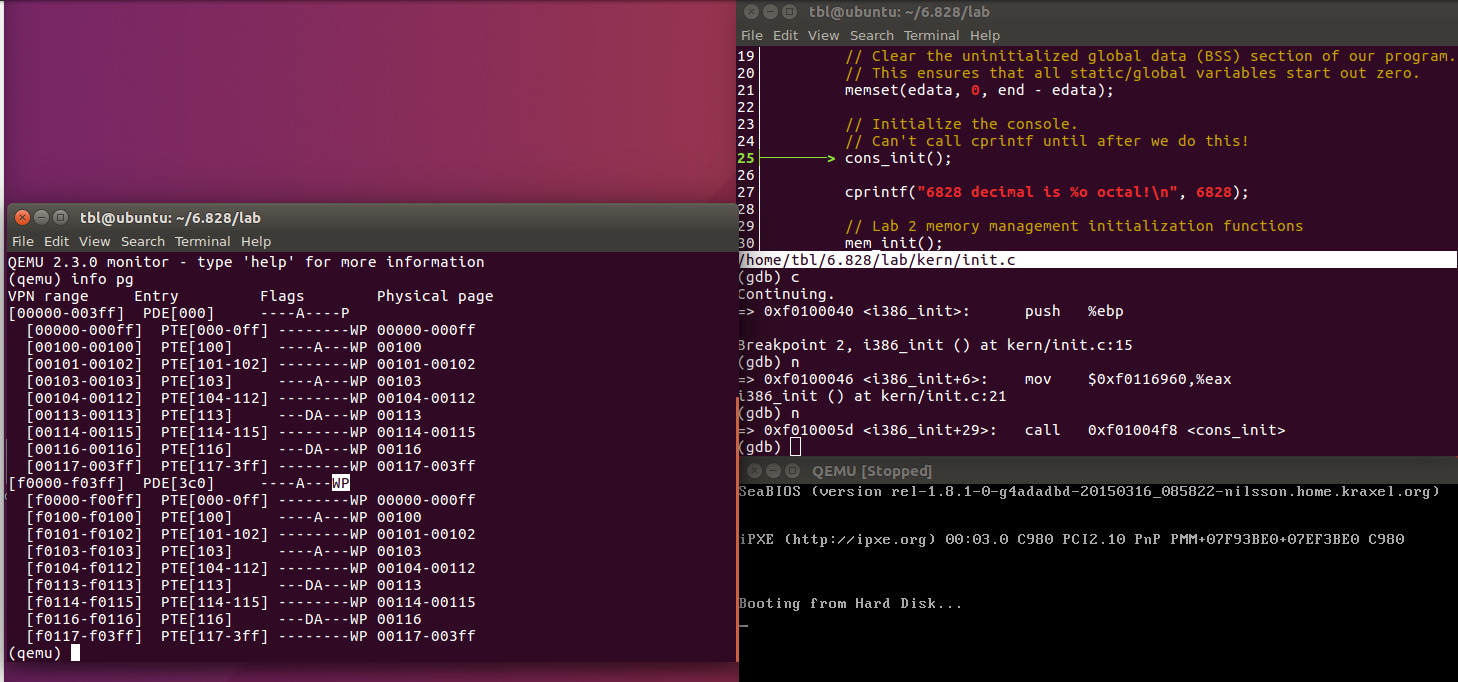 tbl@ubuntu: ~/6.828/lab
File Edit View Search Terminal Help
QEMU 2.3.0 monitor - type 'help' for more information
(qemu) info pg
VPN range     Entry         Flags        Physical page
[00000-003ff]  PDE[000]     ----A----P
  [00000-000ff]  PTE[000-0ff] --------WP 00000-000ff
  [00100-00100]  PTE[100]     ----A---WP 00100
  [00101-00102]  PTE[101-102] --------WP 00101-00102
  [00103-00103]  PTE[103]     ----A---WP 00103
  [00104-00112]  PTE[104-112] --------WP 00104-00112
  [00113-00113]  PTE[113]     ---DA---WP 00113
  [00114-00115]  PTE[114-115] --------WP 00114-00115
  [00116-00116]  PTE[116]     ---DA---WP 00116
  [00117-003ff]  PTE[117-3ff] --------WP 00117-003ff
[f0000-f03ff]  PDE[3c0]     ----A---WP
  [f0000-f00ff]  PTE[000-0ff] --------WP 00000-000ff
  [f0100-f0100]  PTE[100]     ----A---WP 00100
  [f0101-f0102]  PTE[101-102] --------WP 00101-00102
  [f0103-f0103]  PTE[103]     ----A---WP 00103
  [f0104-f0112]  PTE[104-112] --------WP 00104-00112
  [f0113-f0113]  PTE[113]     ---DA---WP 00113
  [f0114-f0115]  PTE[114-115] --------WP 00114-00115
  [f0116-f0116]  PTE[116]     ---DA---WP 00116
  [f0117-f03ff]  PTE[117-3ff] --------WP 00117-003ff
(qemu)
tbl@ubuntu: ~/6.828/lab
File Edit View Search Terminal Help
19 // Clear the uninitialized global data (BSS) section of our program.
20 // This ensures that all static/global variables start out zero.
21 memset(edata, 0, end - edata);
22
23 // Initialize the console.
24 // Can't call cprintf until after we do this!
25 > cons_init();
26
27 cprintf("6828 decimal is %o octal!\n", 6828);
28
29 // Lab 2 memory management initialization functions
30 mem_init();
/home/tbl/6.828/lab/kern/init.c
(gdb) c
Continuing.
=> 0xf0100040 <i386_init>:      push   %ebp

Breakpoint 2, i386_init () at kern/init.c:15
(gdb) n
=> 0xf0100046 <i386_init+6>:    mov    $0xf0116960,%eax
i386_init () at kern/init.c:21
(gdb) n
=> 0xf010005d <i386_init+29>:   call   0xf01004f8 <cons_init>
(gdb)
QEMU [Stopped]
SeaBIOS (version rel-1.8.1-0-g4adadbd-20150316_085822-nilsson.home.kraxel.org)
iPXE (http://ipxe.org) 00:03.0 C980 PCI2.10 PnP PMM+07F93BE0+07EF3BE0 C980
Booting from Hard Disk...